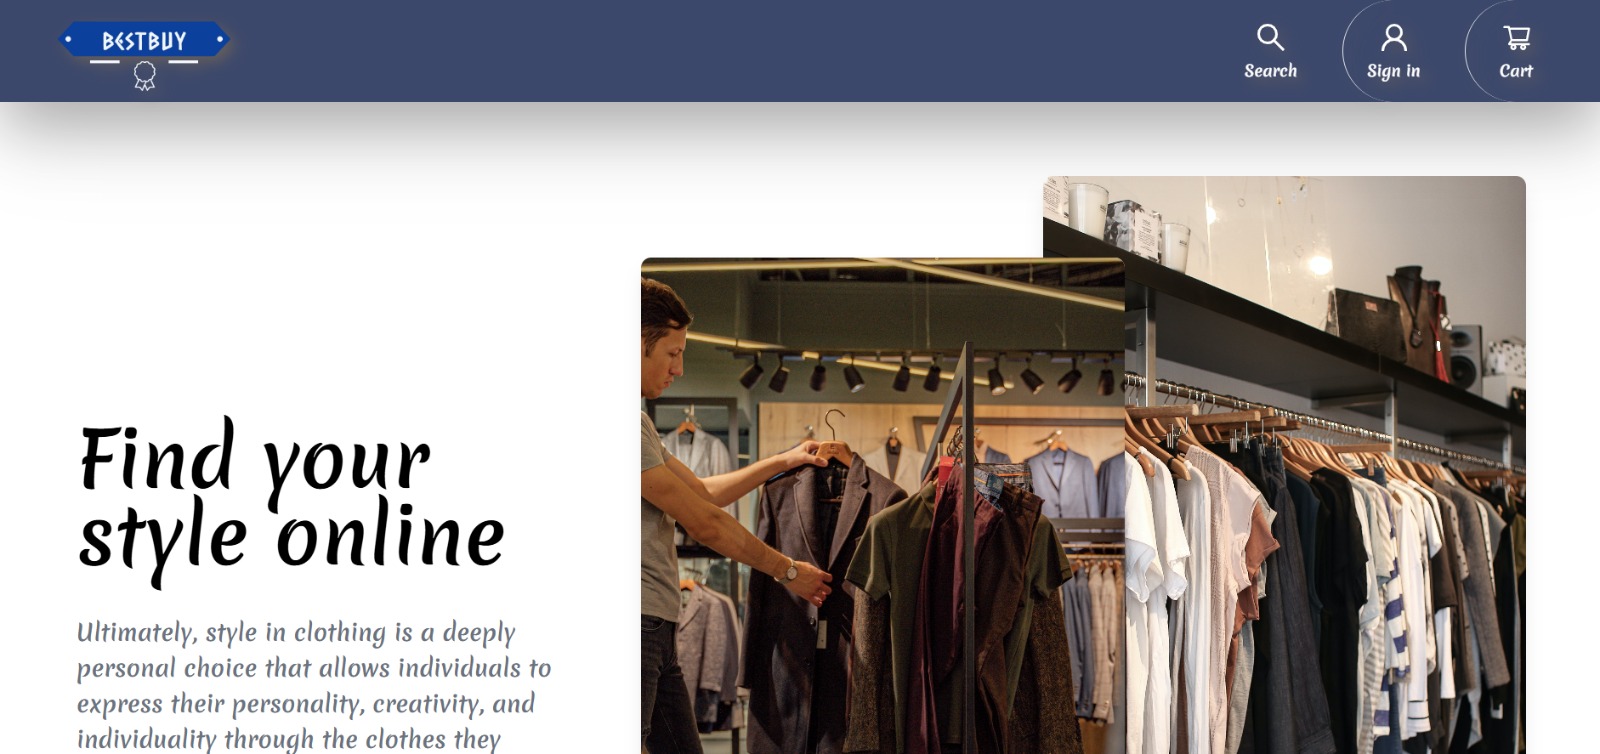 BESTBUY
Search
Sign in
Cart
Find your
style online
Ultimately, style in clothing is a deeply
personal choice that allows individuals to
express their personality, creativity, and
individuality through the clothes they